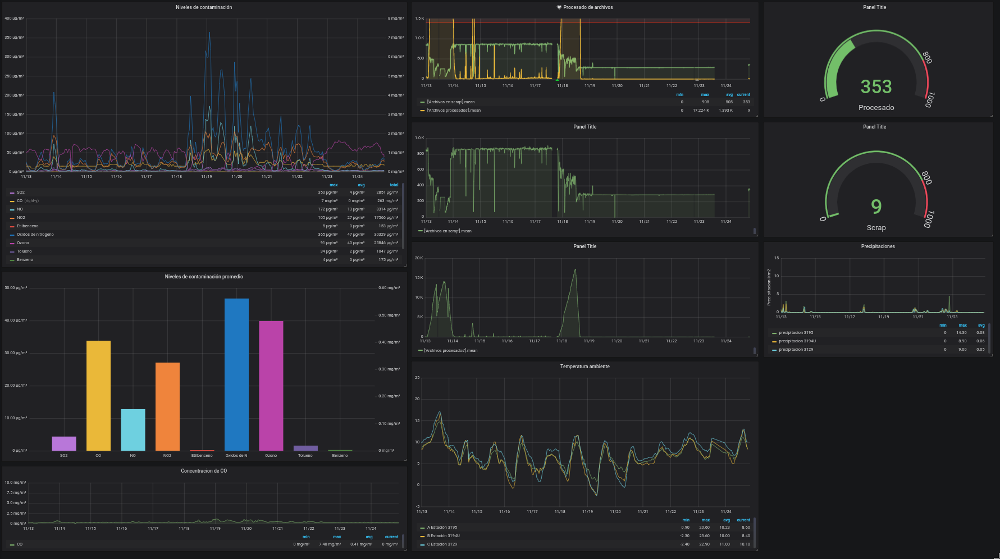 Niveles de contaminación
400 µg/m³
350 µg/m³
300 µg/m³
250 µg/m³
200 µg/m³
150 µg/m³
100 µg/m³
50 µg/m³
0 µg/m³
8 mg/m³
7 mg/m³
6 mg/m³
5 mg/m³
4 mg/m³
3 mg/m³
2 mg/m³
1 mg/m³
0 mg/m³
11/13 11/14 11/15 11/16 11/17 11/18 11/19 11/20 11/21 11/22 11/23 11/24
max avg total
SO2 350 µg/m³ 4 µg/m³ 2851 µg/m³
CO (right-y) 7 mg/m³ 0 mg/m³ 263 mg/m³
NO 172 µg/m³ 13 µg/m³ 8314 µg/m³
NO2 105 µg/m³ 27 µg/m³ 17566 µg/m³
Etilbenceno 5 µg/m³ 0 µg/m³ 153 µg/m³
Oxidos de nitrogeno 365 µg/m³ 47 µg/m³ 30329 µg/m³
Ozono 91 µg/m³ 40 µg/m³ 25846 µg/m³
Tolueno 34 µg/m³ 2 µg/m³ 1047 µg/m³
Benzeno 4 µg/m³ 0 µg/m³ 175 µg/m³
Niveles de contaminación promedio
50.00 µg/m³
40.00 µg/m³
30.00 µg/m³
20.00 µg/m³
10.00 µg/m³
0 µg/m³
0.60 mg/m³
0.50 mg/m³
0.40 mg/m³
0.30 mg/m³
0.20 mg/m³
0.10 mg/m³
0 mg/m³
SO2 CO NO NO2 Etilbenceno Oxidos de N Ozono Tolueno Benzeno
Concentracion de CO
10.0 mg/m³
7.5 mg/m³
5.0 mg/m³
2.5 mg/m³
0 mg/m³
11/13 11/14 11/15 11/16 11/17 11/18 11/19 11/20 11/21 11/22 11/23 11/24
min max avg current
CO 0 mg/m³ 7.40 mg/m³ 0.41 mg/m³ 0 mg/m³
Procesado de archivos
1.5 K
1.0 K
500
0
11/13 11/14 11/15 11/16 11/17 11/18 11/19 11/20 11/21 11/22 11/23 11/24
min max avg current
['Archivos en scrap'].mean 0 908 505 353
['Archivos procesados'].mean 0 17.224 K 1.393 K 9
Panel Title
1.0 K
800
600
400
200
0
11/13 11/14 11/15 11/16 11/17 11/18 11/19 11/20 11/21 11/22 11/23 11/24
['Archivos en scrap'].mean
Panel Title
20 K
15 K
10 K
5 K
0
11/13 11/14 11/15 11/16 11/17 11/18 11/19 11/20 11/21 11/22 11/23 11/24
['Archivos procesados'].mean
Temperatura ambiente
25
20
15
10
5
0
-5
11/13 11/14 11/15 11/16 11/17 11/18 11/19 11/20 11/21 11/22 11/23 11/24
min max avg current
A Estación 3195 0.90 20.60 10.23 8.60
B Estación 3194U -2.30 23.60 10.00 8.40
C Estación 3129 -2.40 22.90 11.00 10.10
Panel Title
0
800
1000
353
Procesado
Panel Title
0
800
1000
9
Scrap
Precipitaciones
Precipitacion l/m2
15
10
5
0
11/13 11/15 11/17 11/19 11/21 11/23
min max avg
precipitacion 3195 0 14.30 0.08
precipitacion 3194U 0 8.90 0.06
precipitacion 3129 0 9.00 0.05